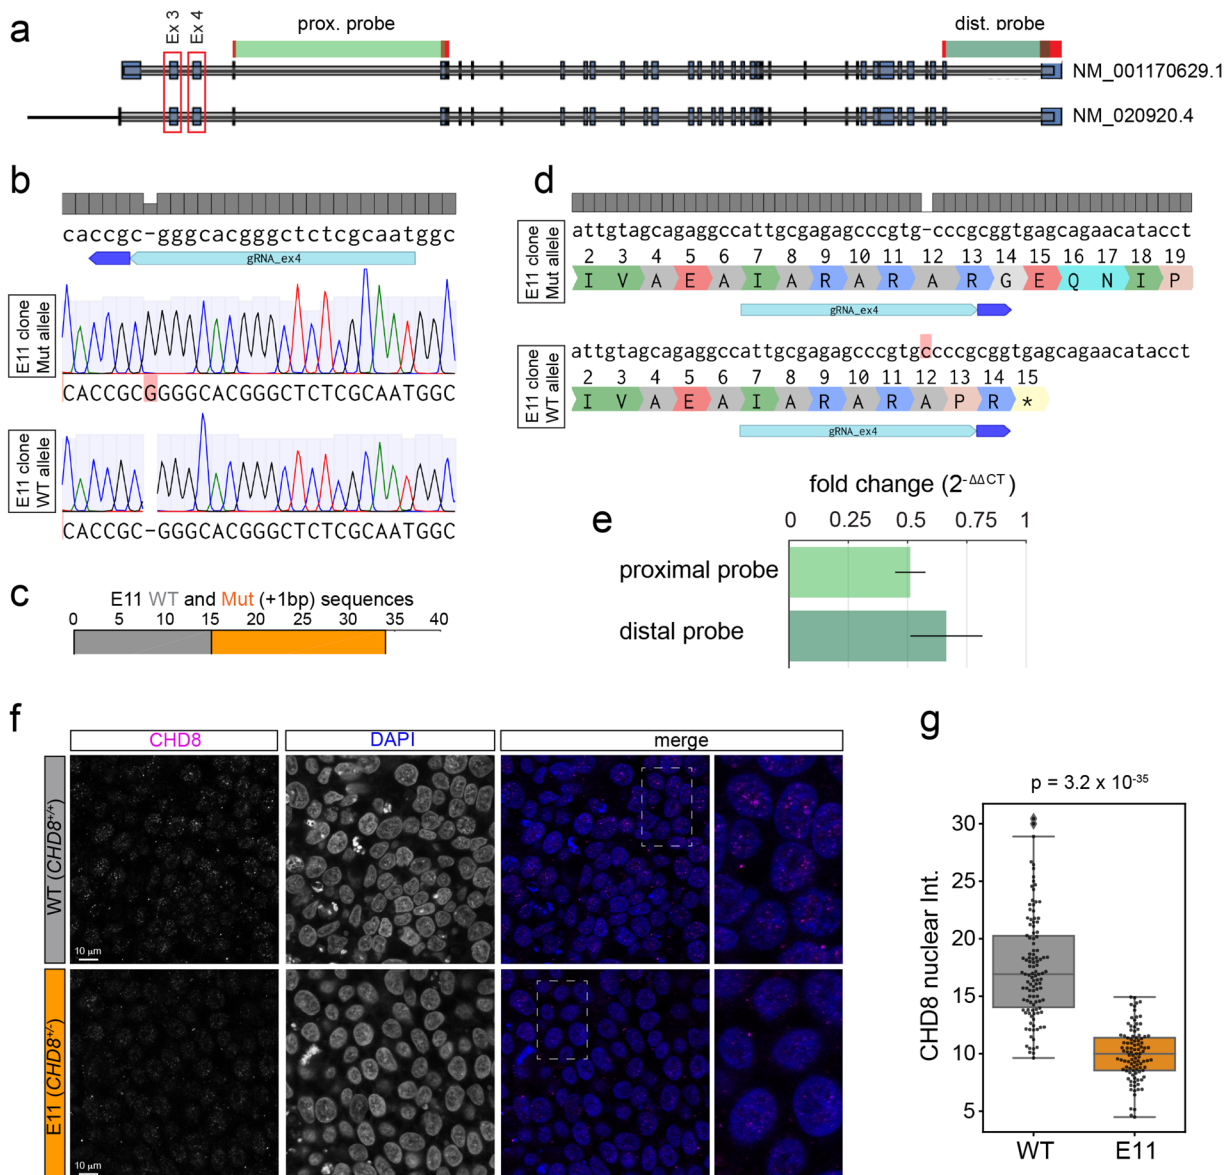 a
Ex 3
Ex 4
prox. probe
dist. probe
NM_001170629.1
NM_020920.4
b
caccgc-gggcacgggctctcgcaatggc
gRNA_ex4
E11 clone
Mut allele
CACCGCGGGGCACGGGCTCTCGCAATGGC
E11 clone
WT allele
CACCGC-GGGCACGGGCTCTCGCAATGGC
c
E11 WT and Mut (+1bp) sequences
0 5 10 15 20 25 30 35 40
d
E11 clone
Mut allele
attgtagcagaggccattgcgagagcccgtg-cccgcggtgagcagaacatacct
2 3 4 5 6 7 8 9 10 11 12 13 14 15 16 17 18 19
I V A E A I A R A R A R G E Q N I P
gRNA_ex4
E11 clone
WT allele
attgtagcagaggccattgcgagagcccgtgccccgcggtgagcagaacatacct
2 3 4 5 6 7 8 9 10 11 12 13 14 15
I V A E A I A R A R A P R *
gRNA_ex4
e
fold change (2-ΔΔCT)
0 0.25 0.5 0.75 1
proximal probe
distal probe
f
CHD8 DAPI merge
WT (CHD8+/+)
10 µm
E11 (CHD8+/-)
10 µm
g
p = 3.2 x 10-35
CHD8 nuclear Int.
30
25
20
15
10
5
WT E11